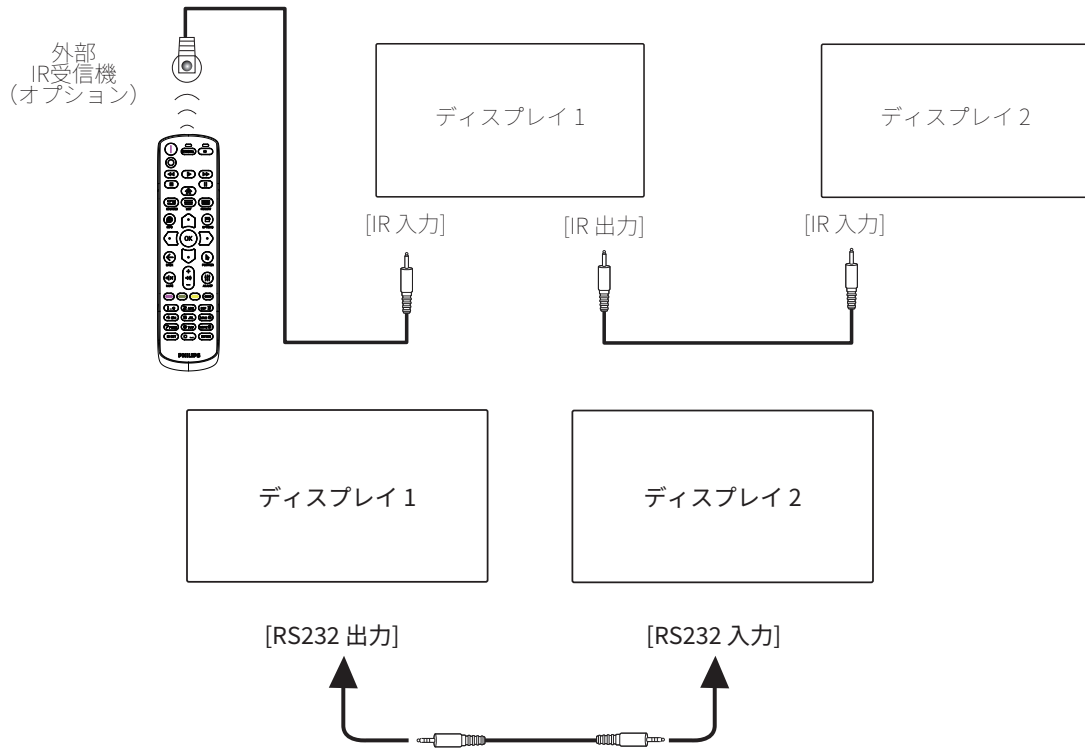 外部
IR受信機
(オプション)
ディスプレイ 1
ディスプレイ 2
[IR 入力]
[IR 出力]
[IR 入力]
OK
PHILIPS
ディスプレイ 1
ディスプレイ 2
[RS232 出力]
[RS232 入力]